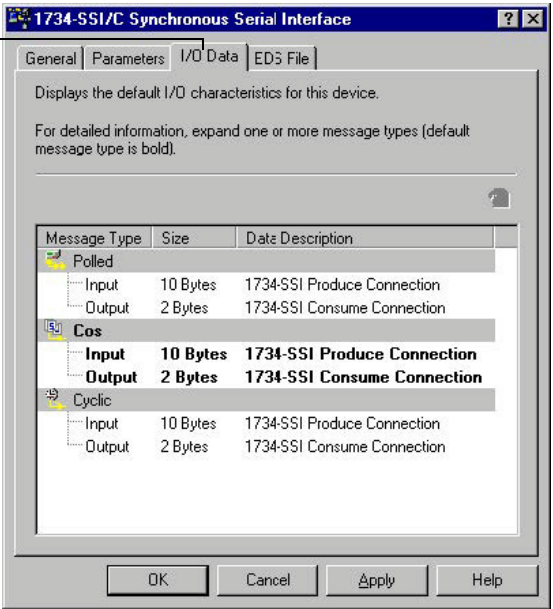 1734-SSI/C Synchronous Serial Interface
General Parameters I/O Data EDS File
Displays the default I/O characteristics for this device.
For detailed information, expand one or more message types (default
message type is bold).
Message Type Size Data Description
Polled
Input 10 Bytes 1734-SSI Produce Connection
Output 2 Bytes 1734-SSI Consume Connection
Cos
Input 10 Bytes 1734-SSI Produce Connection
Output 2 Bytes 1734-SSI Consume Connection
Cyclic
Input 10 Bytes 1734-SSI Produce Connection
Output 2 Bytes 1734-SSI Consume Connection
OK Cancel Apply Help